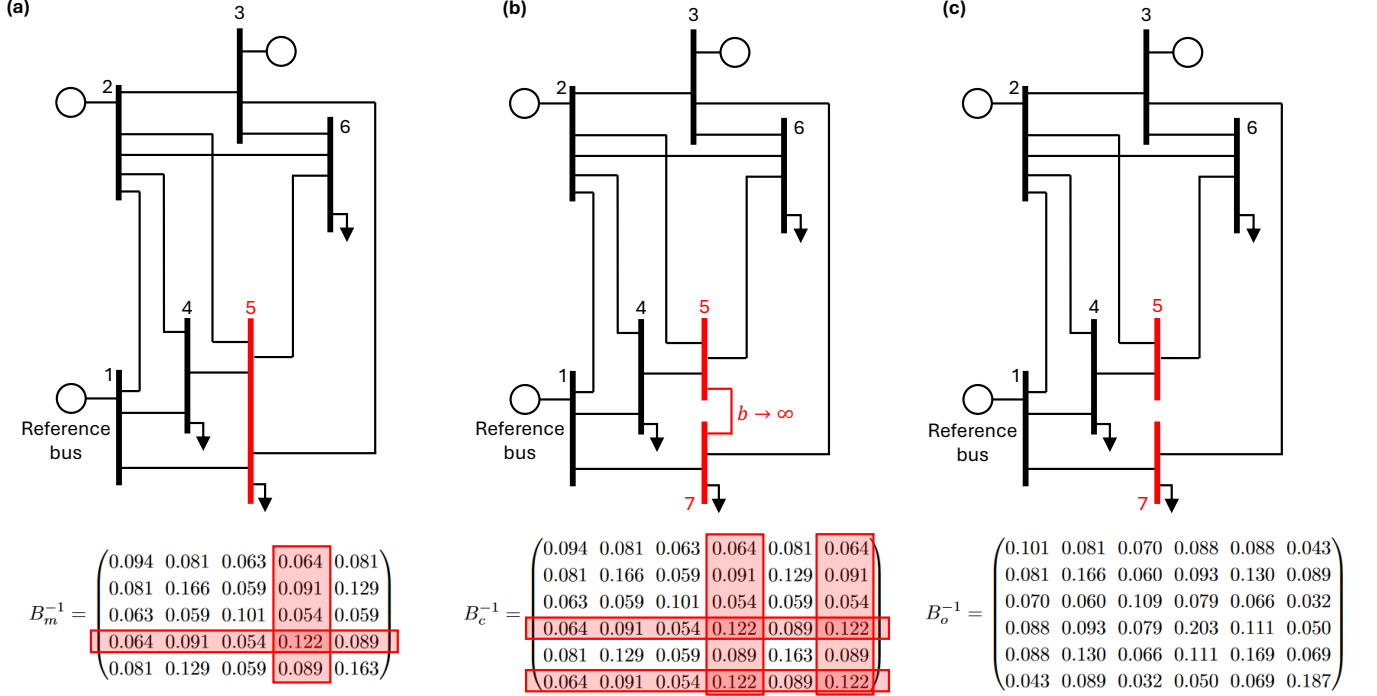 (a)
3
2
6
4
5
1
Reference
bus
B_m^{-1} =
0.094 0.081 0.063 0.064 0.081
0.081 0.166 0.059 0.091 0.129
0.063 0.059 0.101 0.054 0.059
0.064 0.091 0.054 0.122 0.089
0.081 0.129 0.059 0.089 0.163
(b)
3
2
6
4
5
1
b → ∞
Reference
bus
7
B_c^{-1} =
0.094 0.081 0.063 0.064 0.081 0.064
0.081 0.166 0.059 0.091 0.129 0.091
0.063 0.059 0.101 0.054 0.059 0.054
0.064 0.091 0.054 0.122 0.089 0.122
0.081 0.129 0.059 0.089 0.163 0.089
0.064 0.091 0.054 0.122 0.089 0.122
(c)
3
2
6
4
5
1
Reference
bus
7
B_o^{-1} =
0.101 0.081 0.070 0.088 0.088 0.043
0.081 0.166 0.060 0.093 0.130 0.089
0.070 0.060 0.109 0.079 0.066 0.032
0.088 0.093 0.079 0.203 0.111 0.050
0.088 0.130 0.066 0.111 0.169 0.069
0.043 0.089 0.032 0.050 0.069 0.187